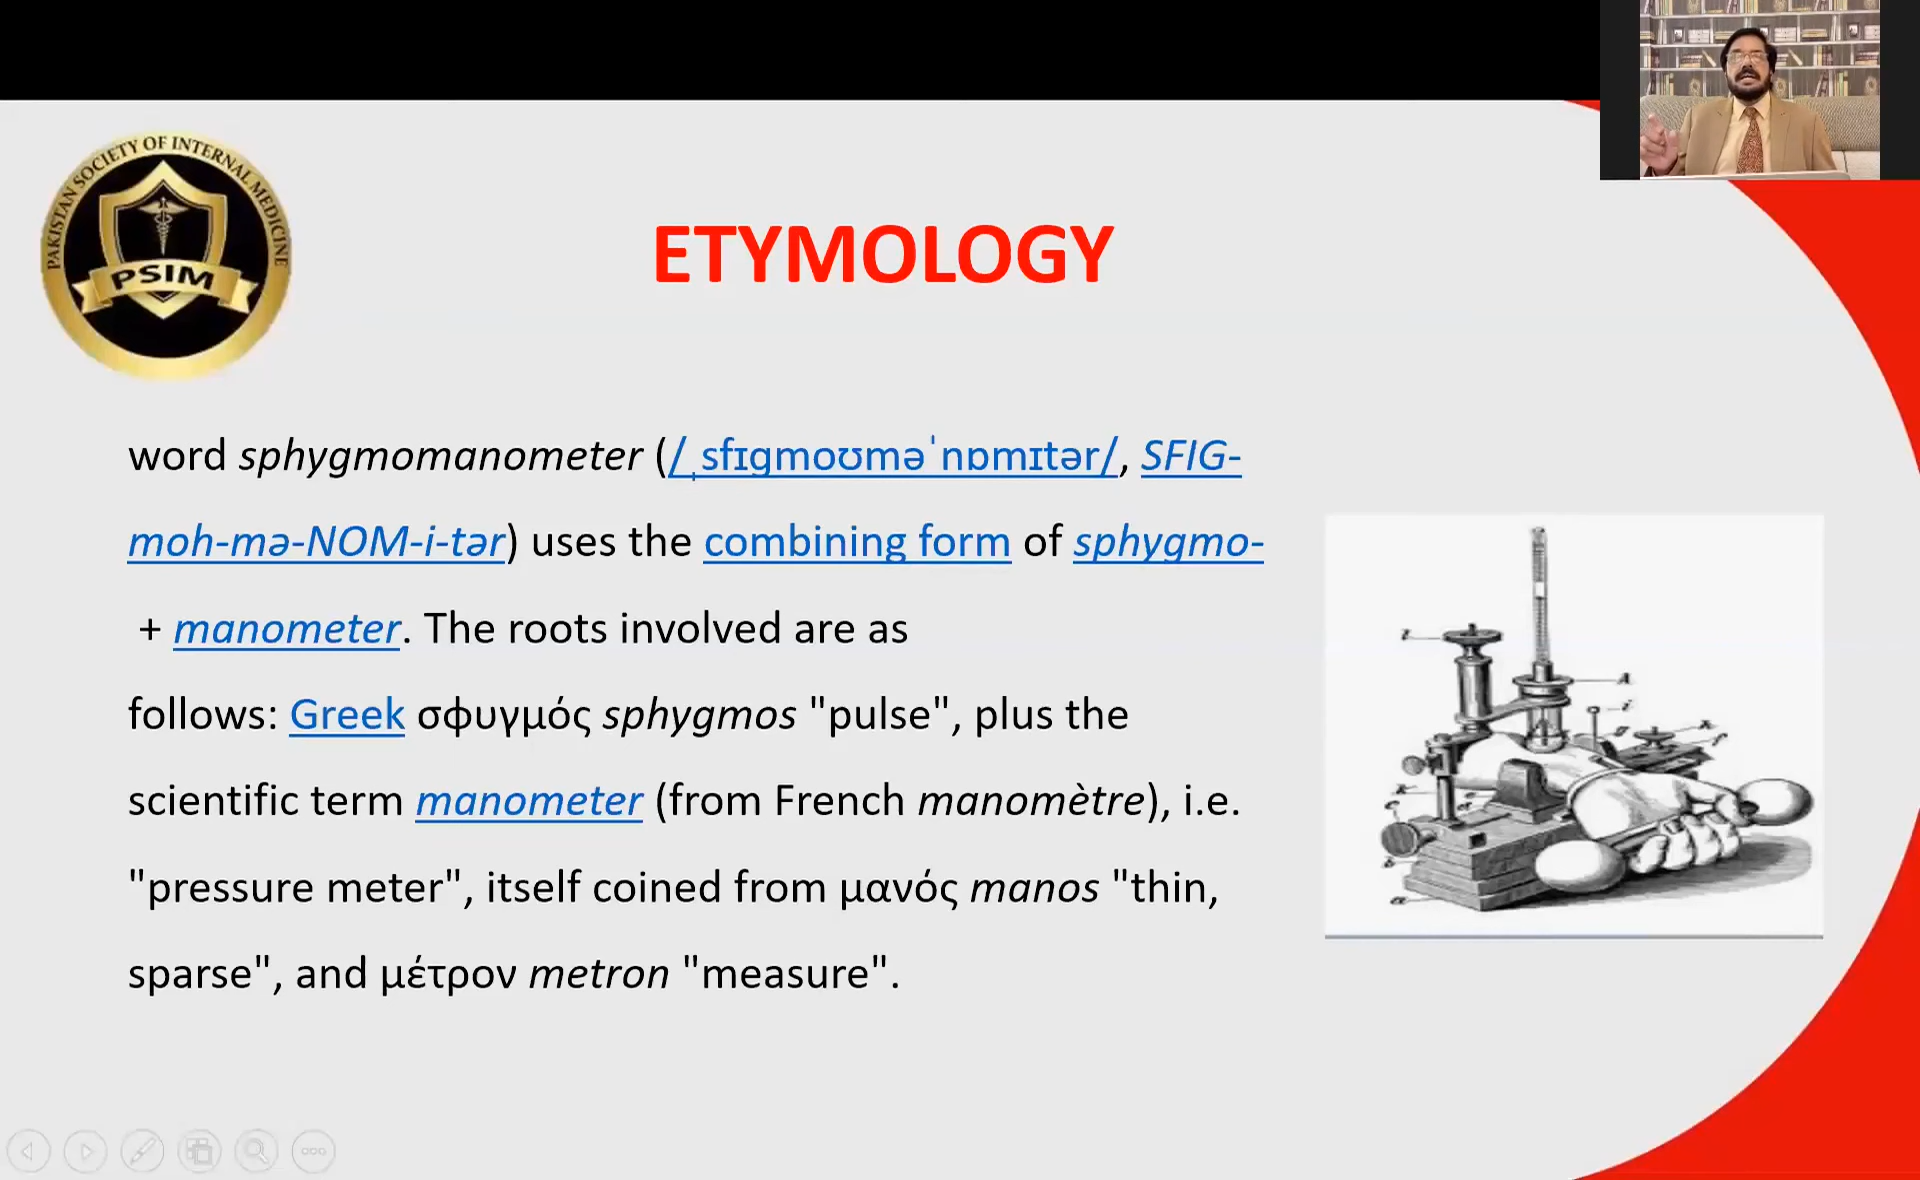 PAKISTAN SOCIETY OF INTERNAL MEDICINE
PSIM
ETYMOLOGY
word sphygmomanometer (/ˌsfɪɡmoʊməˈnɒmɪtər/, SFIG-
moh-mə-NOM-i-tər) uses the combining form of sphygmo-
+ manometer. The roots involved are as
follows: Greek σφυγμός sphygmos "pulse", plus the
scientific term manometer (from French manomètre), i.e.
"pressure meter", itself coined from μανός manos "thin,
sparse", and μέτρον metron "measure".